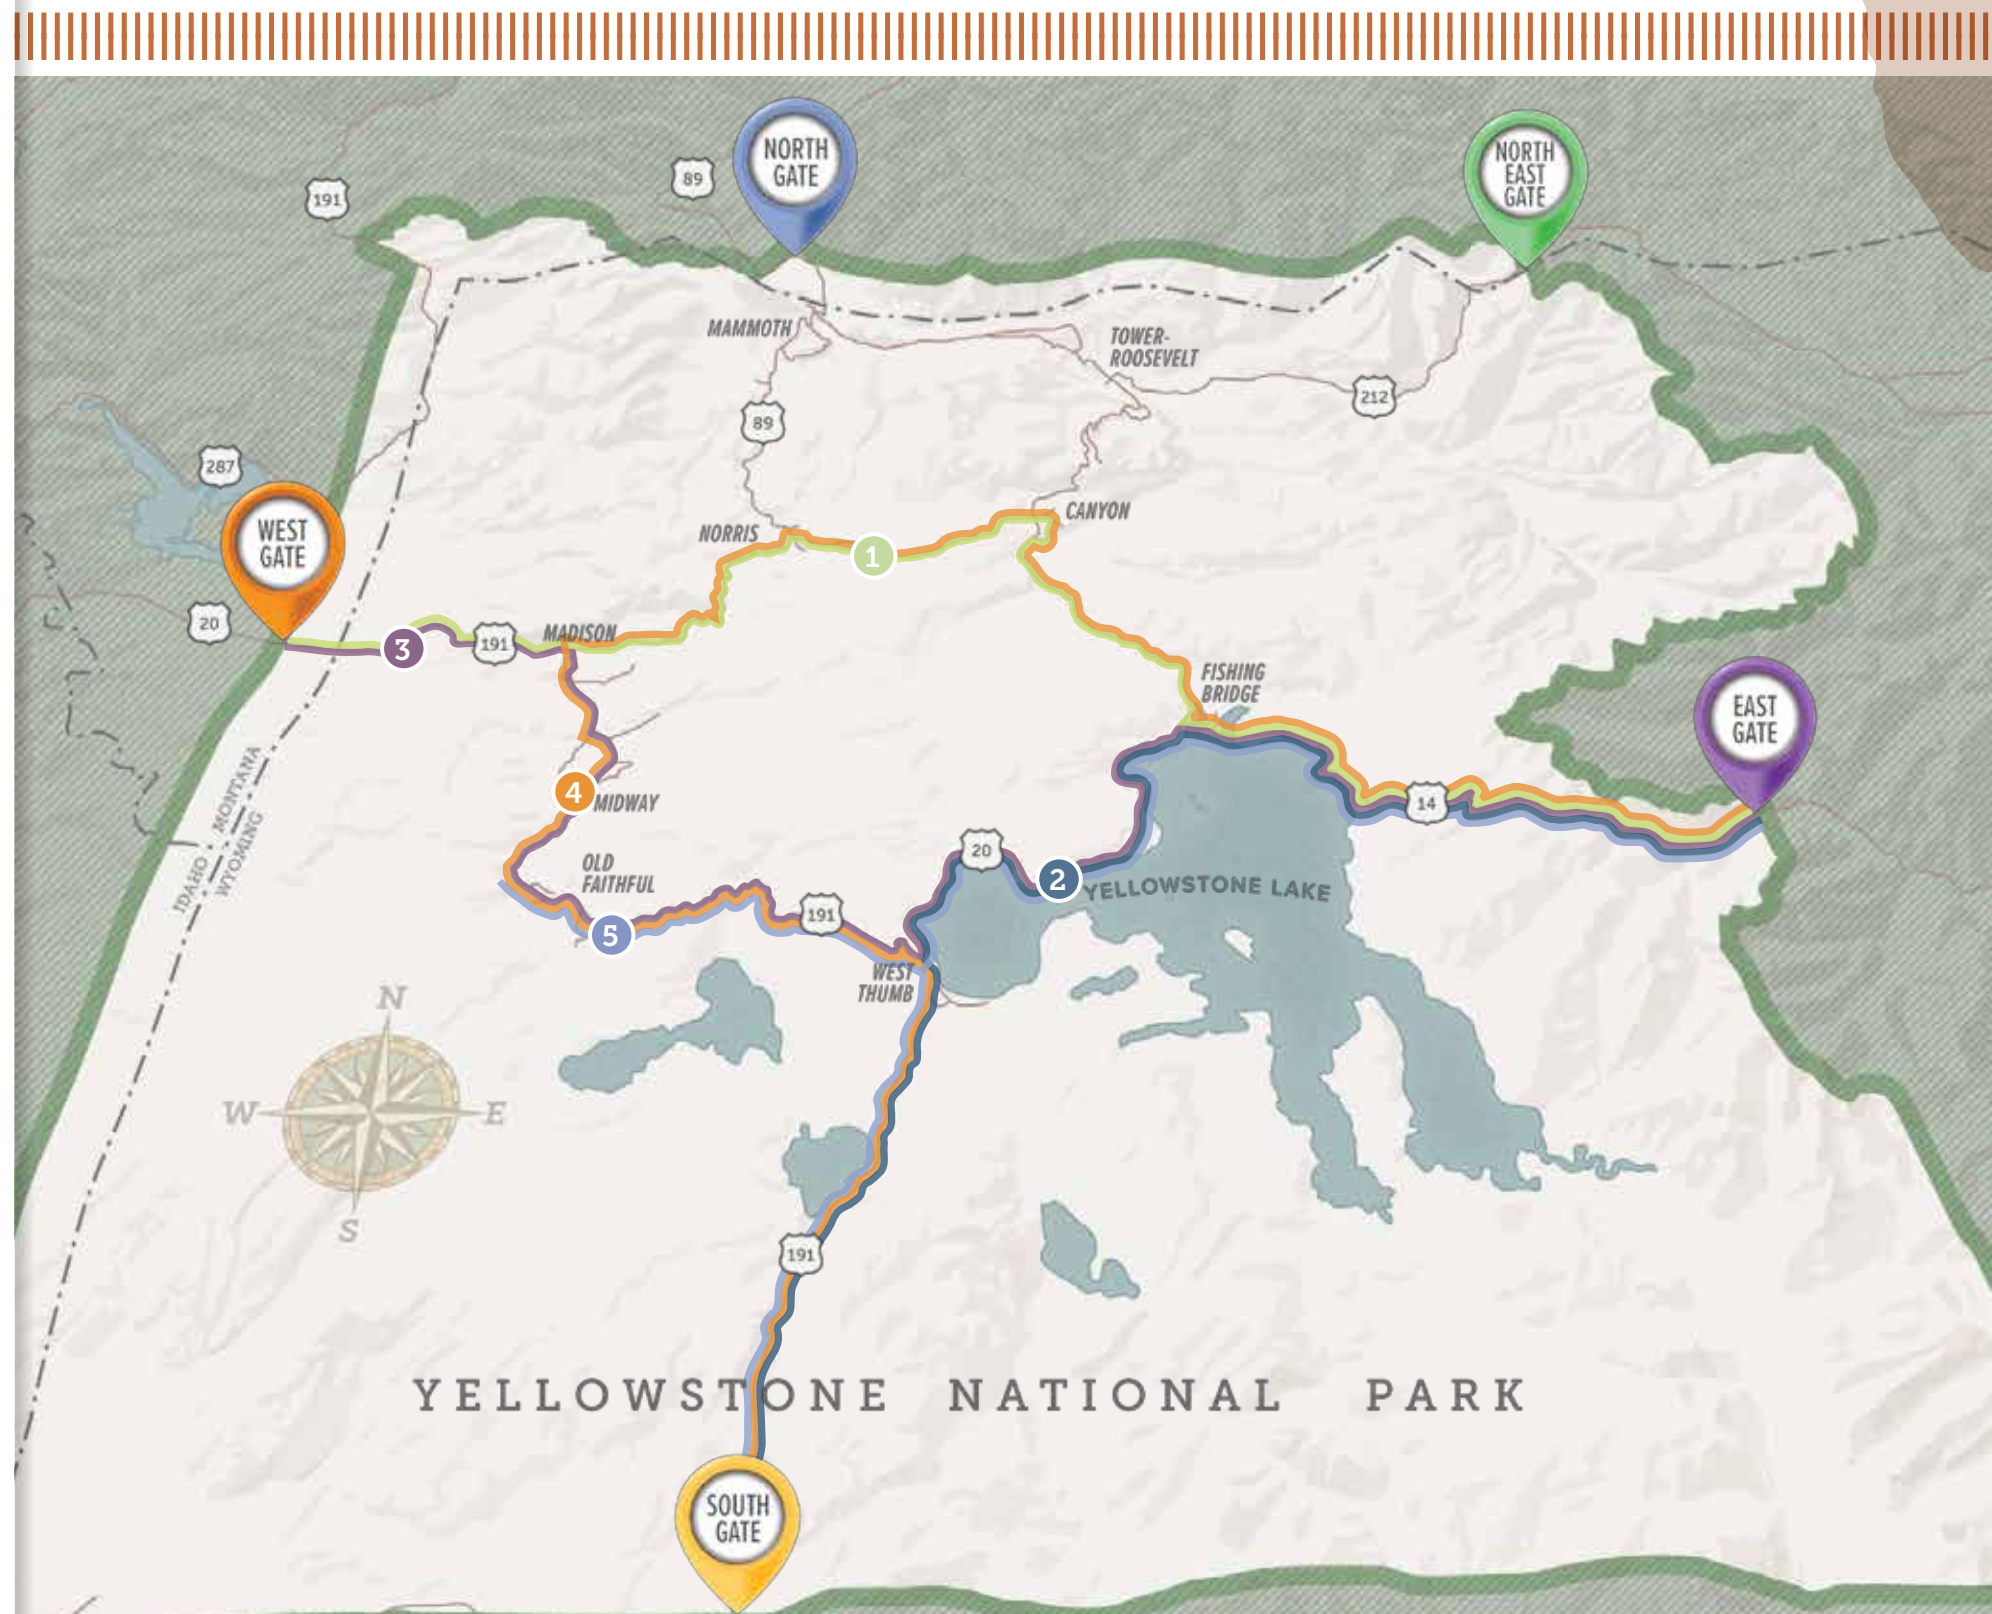 NORTH
GATE
NORTH
EAST
GATE
89
191
MAMMOTH
TOWER-
ROOSEVELT
212
89
287
WEST
GATE
CANYON
NORRIS
1
20
MADISON
191
3
FISHING
BRIDGE
EAST
GATE
4
MIDWAY
14
MONTANA
IDAHO
WYOMING
OLD
FAITHFUL
20
2
YELLOWSTONE LAKE
191
5
WEST
THUMB
N
W
E
S
191
YELLOWSTONE NATIONAL PARK
SOUTH
GATE